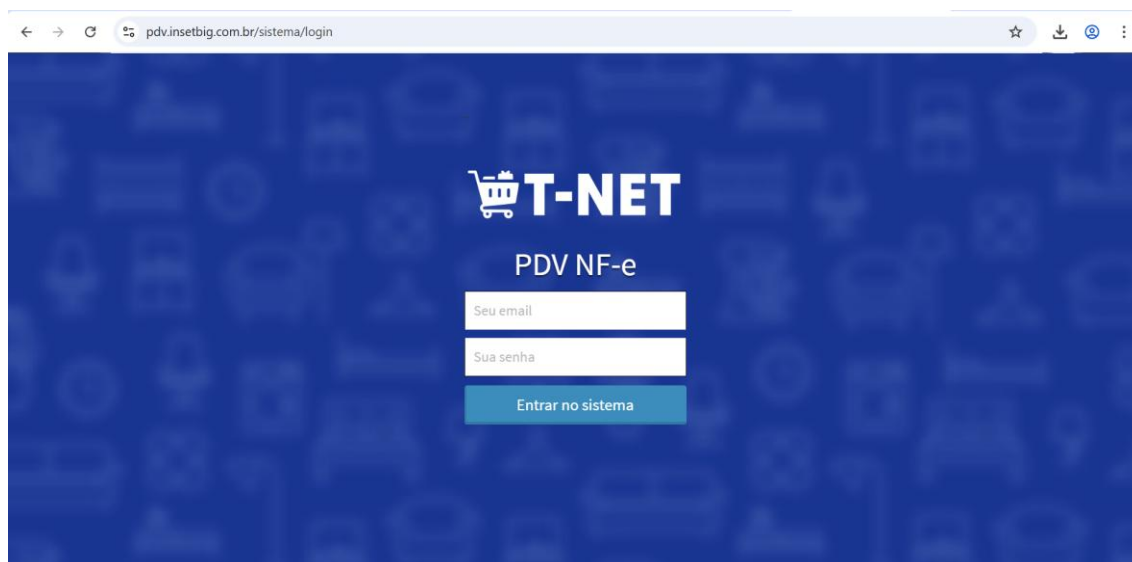 pdv.insetbig.com.br/sistema/login
T-NET
PDV NF-e
Seu email
Sua senha
Entrar no sistema